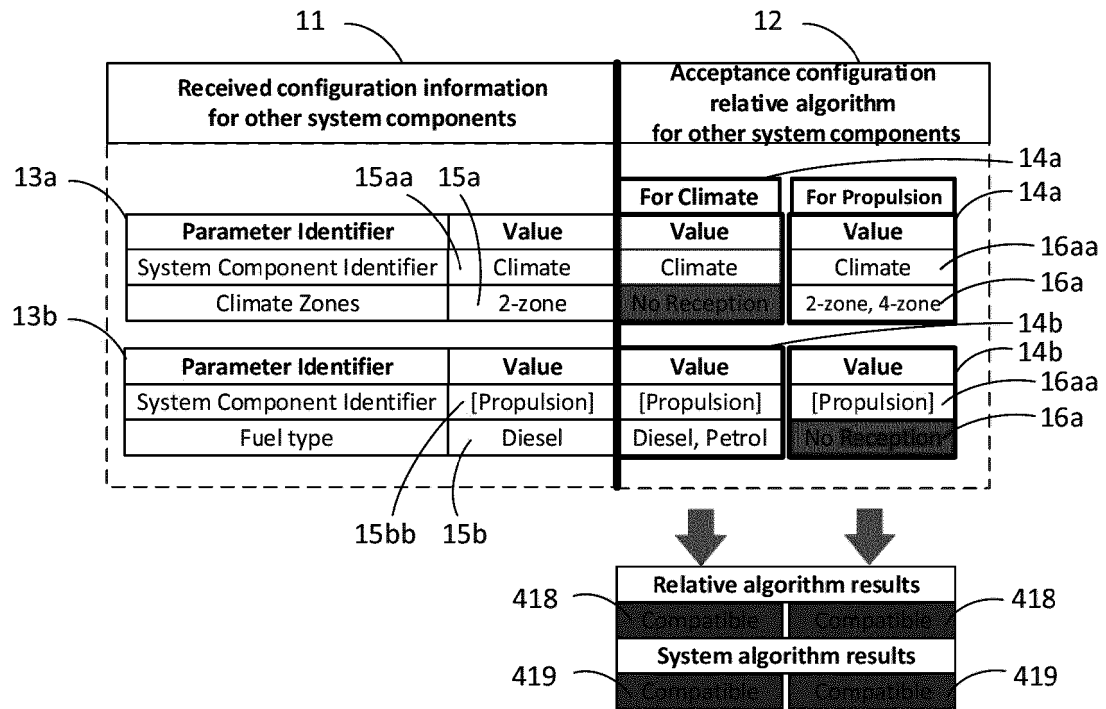 11 12
Received configuration information
for other system components
Acceptance configuration
relative algorithm
for other system components
13a 15aa 15a 14a
For Climate For Propulsion 14a
Parameter Identifier Value Value Value
System Component Identifier Climate Climate Climate 16aa
Climate Zones 2-zone No Reception 2-zone, 4-zone 16a
13b 14b
Parameter Identifier Value Value Value 14b
System Component Identifier [Propulsion] [Propulsion] [Propulsion] 16aa
Fuel type Diesel Diesel, Petrol No Reception 16a
15bb 15b
Relative algorithm results
418 Compatible Compatible 418
System algorithm results
419 Compatible Compatible 419